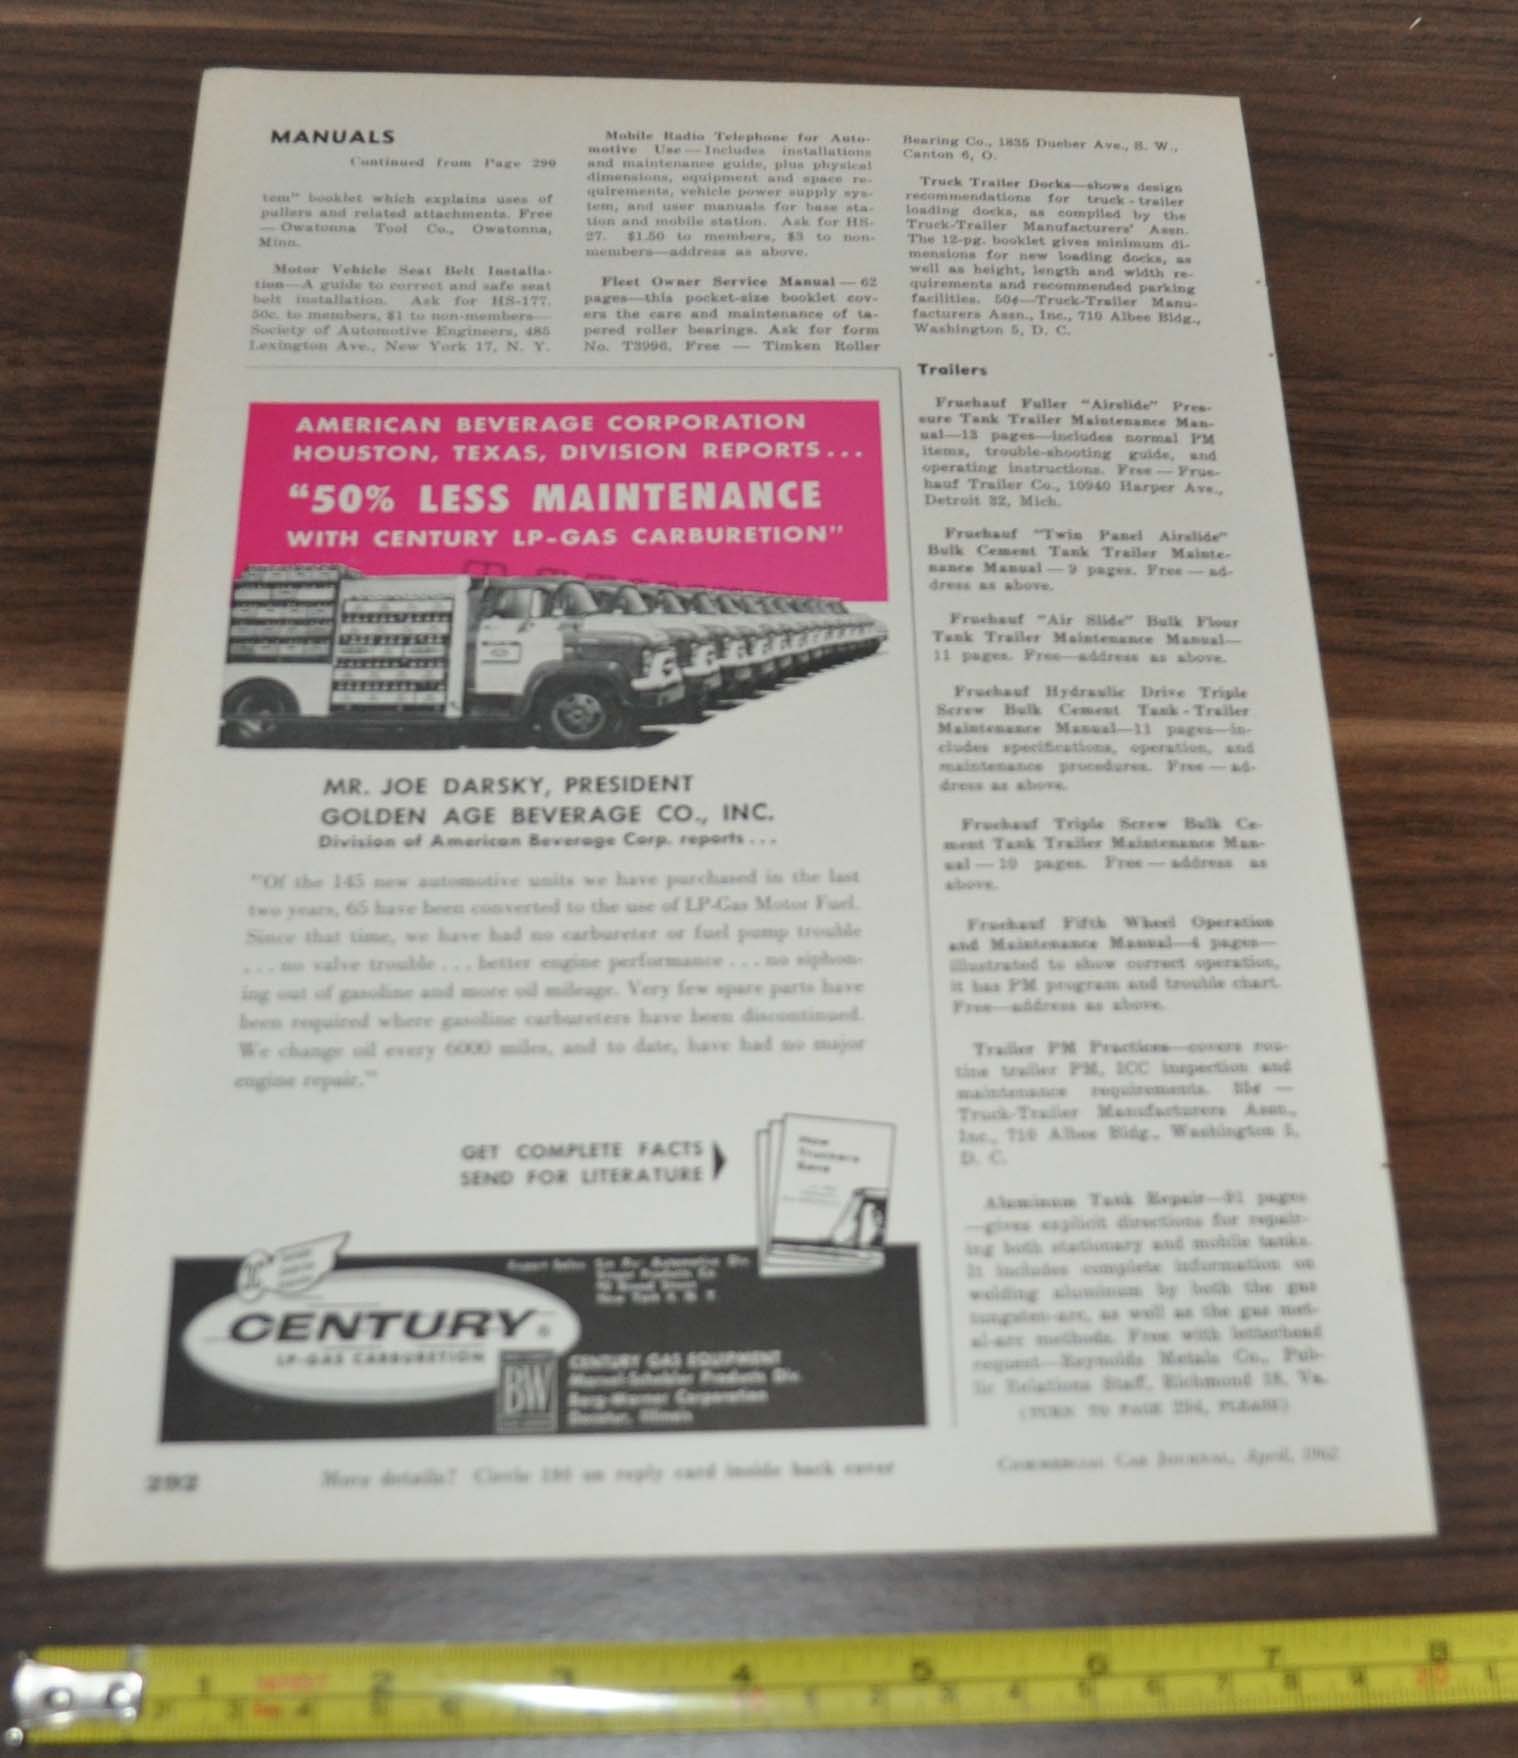 MANUALS
Continued from Page 290
tem" booklet which explains uses of
pullers and related attachments. Free
— Owatonna Tool Co., Owatonna,
Minn.
Motor Vehicle Seat Belt Installa-
tion—A guide to correct and safe seat
belt installation. Ask for HS-177.
50c. to members, $1 to non-members—
Society of Automotive Engineers, 485
Lexington Ave., New York 17, N. Y.
Mobile Radio Telephone for Auto-
motive Use — Includes installations
and maintenance guide, plus physical
dimensions, equipment and space re-
quirements, vehicle power supply sys-
tem, and user manuals for base sta-
tion and mobile station. Ask for HS-
27. $1.50 to members, $3 to non-
members—address as above.
Fleet Owner Service Manual — 62
pages—this pocket-size booklet cov-
ers the care and maintenance of ta-
pered roller bearings. Ask for form
No. T3996. Free — Timken Roller
Bearing Co., 1835 Dueber Ave., S. W.,
Canton 6, O.
Truck Trailer Docks—shows design
recommendations for truck-trailer
loading docks, as compiled by the
Truck-Trailer Manufacturers' Assn.
The 12-pg. booklet gives minimum di-
mensions for new loading docks, as
well as height, length and width re-
quirements and recommended parking
facilities. 50¢—Truck-Trailer Manu-
facturers Assn., Inc., 710 Albee Bldg.,
Washington 5, D. C.
Trailers
Fruehauf Fuller "Airslide" Pres-
sure Tank Trailer Maintenance Man-
ual—13 pages—includes normal PM
items, trouble-shooting guide, and
operating instructions. Free — Frue-
hauf Trailer Co., 10940 Harper Ave.,
Detroit 32, Mich.
Fruehauf "Twin Panel Airslide"
Bulk Cement Tank Trailer Mainte-
nance Manual — 9 pages. Free — ad-
dress as above.
Fruehauf "Air Slide" Bulk Flour
Tank Trailer Maintenance Manual—
11 pages. Free—address as above.
Fruehauf Hydraulic Drive Triple
Screw Bulk Cement Tank-Trailer
Maintenance Manual—11 pages—in-
cludes specifications, operation, and
maintenance procedures. Free — ad-
dress as above.
Fruehauf Triple Screw Bulk Ce-
ment Tank Trailer Maintenance Man-
ual — 10 pages. Free — address as
above.
Fruehauf Fifth Wheel Operation
and Maintenance Manual—4 pages—
illustrated to show correct operation,
it has PM program and trouble chart.
Free—address as above.
Trailer PM Practices—covers rou-
tine trailer PM, ICC inspection and
maintenance requirements. —
Truck-Trailer Manufacturers Assn.,
Inc., 710 Albee Bldg., Washington 5,
D. C.
Aluminum Tank Repair— pages
—gives explicit directions for repair-
ing both stationary and mobile tanks.
It includes complete information on
welding aluminum by both the gas
tungsten-arc, as well as the gas met-
al-arc methods. Free with letterhead
request—Reynolds Metals Co., Pub-
lic Relations Staff, Richmond 18, Va.
(TURN TO PAGE 294, PLEASE)
AMERICAN BEVERAGE CORPORATION
HOUSTON, TEXAS, DIVISION REPORTS...
"50% LESS MAINTENANCE
WITH CENTURY LP-GAS CARBURETION"
MR. JOE DARSKY, PRESIDENT
GOLDEN AGE BEVERAGE CO., INC.
Division of American Beverage Corp. reports...
"Of the 145 new automotive units we have purchased in the last
two years, 65 have been converted to the use of LP-Gas Motor Fuel.
Since that time, we have had no carbureter or fuel pump trouble
...no valve trouble...better engine performance...no siphon-
ing out of gasoline and more oil mileage. Very few spare parts have
been required where gasoline carbureters have been discontinued.
We change oil every 6000 miles, and to date, have had no major
engine repair."
GET COMPLETE FACTS
SEND FOR LITERATURE
How
Truckers
Save
Export Sales:
New York
CENTURY ®
LP-GAS CARBURETION
BW
CENTURY GAS EQUIPMENT
Marvel-Schebler Products Div.
Borg-Warner Corporation
Decatur, Illinois
292
More details? Circle 180 on reply card inside back cover
COMMERCIAL CAR JOURNAL, April, 1962
1 2 3 4 5 6 7 8